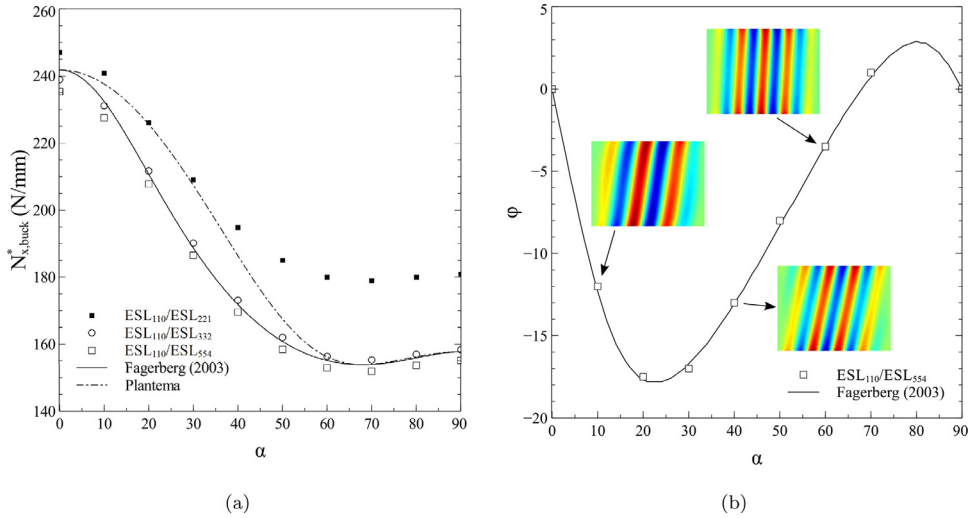 240
220
200
180
160
140
N*x,buck (N/mm)
ESL110/ESL221
ESL110/ESL332
ESL110/ESL554
Fagerberg (2003)
Plantema
0 10 20 30 40 50 60 70 80 90
α
(a)
5
0
−5
−10
−15
−20
φ
ESL110/ESL554
Fagerberg (2003)
0 10 20 30 40 50 60 70 80 90
α
(b)